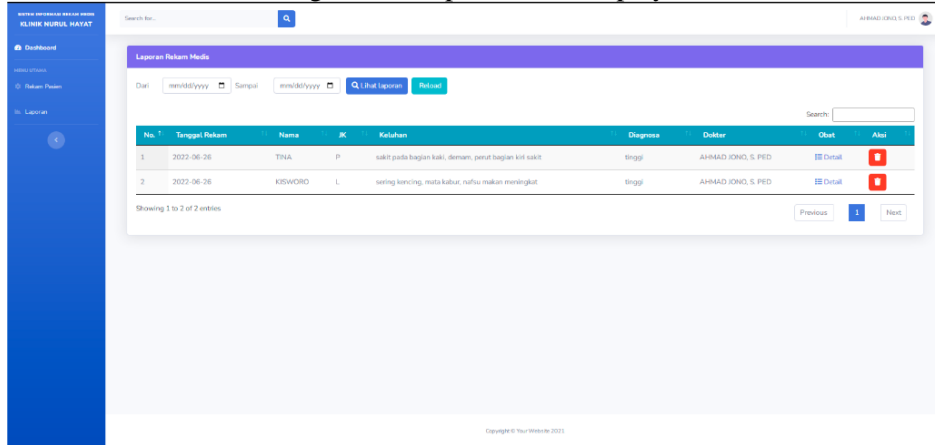 SISTEM INFORMASI REKAM MEDIS
KLINIK NURUL HAYAT
Search for...
AHMAD JONO, S. PED
Dashboard
MENU UTAMA
Rekam Pasien
Laporan
Laporan Rekam Medis
Dari mm/dd/yyyy Sampai mm/dd/yyyy Lihat laporan Reload
Search:
No. Tanggal Rekam Nama JK Keluhan Diagnosa Dokter Obat Aksi
1 2022-06-26 TINA P sakit pada bagian kaki, demam, perut bagian kiri sakit tinggi AHMAD JONO, S. PED Detail
2 2022-06-26 KISWORO L sering kencing, mata kabur, nafsu makan meningkat tinggi AHMAD JONO, S. PED Detail
Showing 1 to 2 of 2 entries
Previous 1 Next
Copyright © Your Website 2021